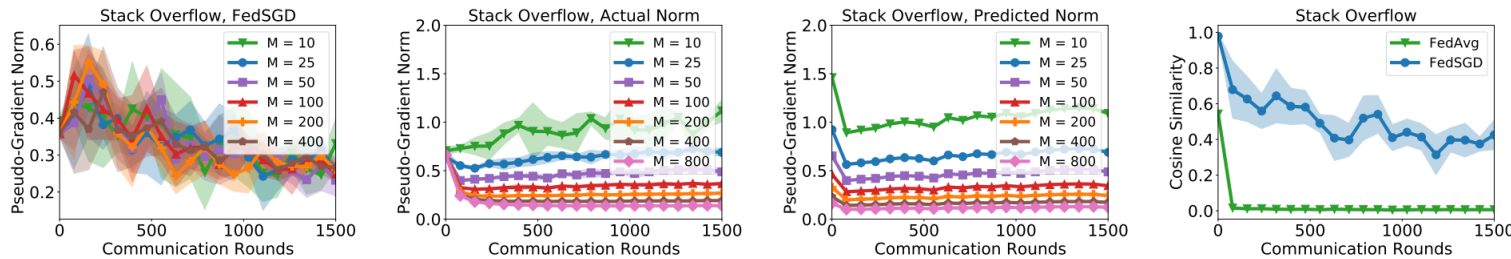 Stack Overflow, FedSGD
Pseudo-Gradient Norm
0.6
0.5
0.4
0.3
0.2
M = 10
M = 25
M = 50
M = 100
M = 200
M = 400
0
500
1000
1500
Communication Rounds
Stack Overflow, Actual Norm
Pseudo-Gradient Norm
2.0
1.5
1.0
0.5
0.0
M = 10
M = 25
M = 50
M = 100
M = 200
M = 400
M = 800
0
500
1000
1500
Communication Rounds
Stack Overflow, Predicted Norm
Pseudo-Gradient Norm
2.0
1.5
1.0
0.5
0.0
M = 10
M = 25
M = 50
M = 100
M = 200
M = 400
M = 800
0
500
1000
1500
Communication Rounds
Stack Overflow
Cosine Similarity
1.0
0.8
0.6
0.4
0.2
0.0
FedAvg
FedSGD
0
500
1000
1500
Communication Rounds